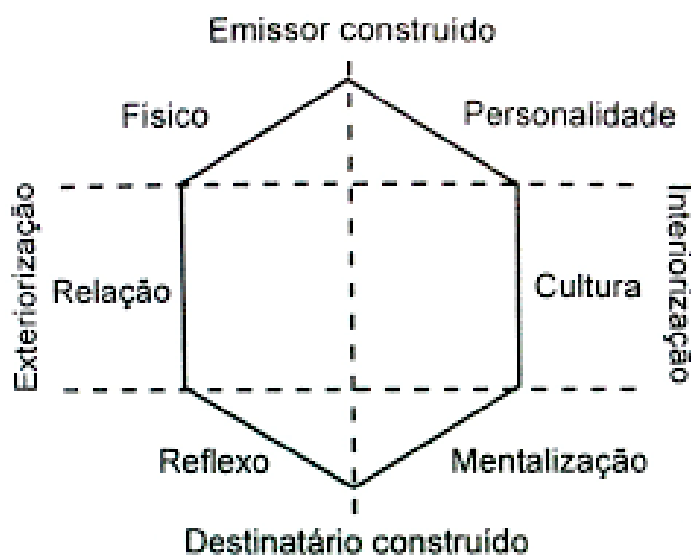 Emissor construído
Físico
Personalidade
Exteriorização
Interiorização
Relação
Cultura
Reflexo
Mentalização
Destinatário construído